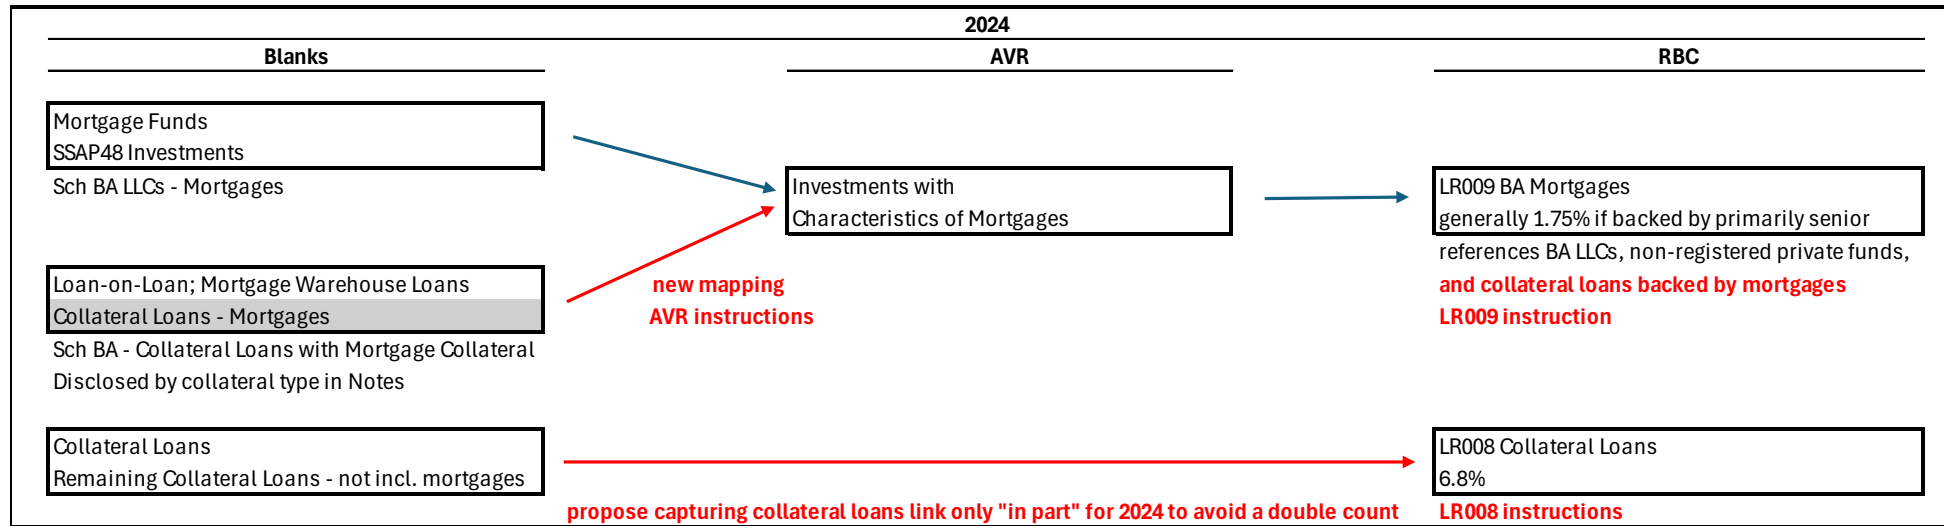 2024
Blanks
AVR
RBC
Mortgage Funds
SSAP48 Investments
Sch BA LLCs - Mortgages
Investments with
Characteristics of Mortgages
LR009 BA Mortgages
generally 1.75% if backed by primarily senior
references BA LLCs, non-registered private funds,
and collateral loans backed by mortgages
LR009 instruction
Loan-on-Loan; Mortgage Warehouse Loans
Collateral Loans - Mortgages
Sch BA - Collateral Loans with Mortgage Collateral
Disclosed by collateral type in Notes
new mapping
AVR instructions
Collateral Loans
Remaining Collateral Loans - not incl. mortgages
LR008 Collateral Loans
6.8%
propose capturing collateral loans link only "in part" for 2024 to avoid a double count
LR008 instructions